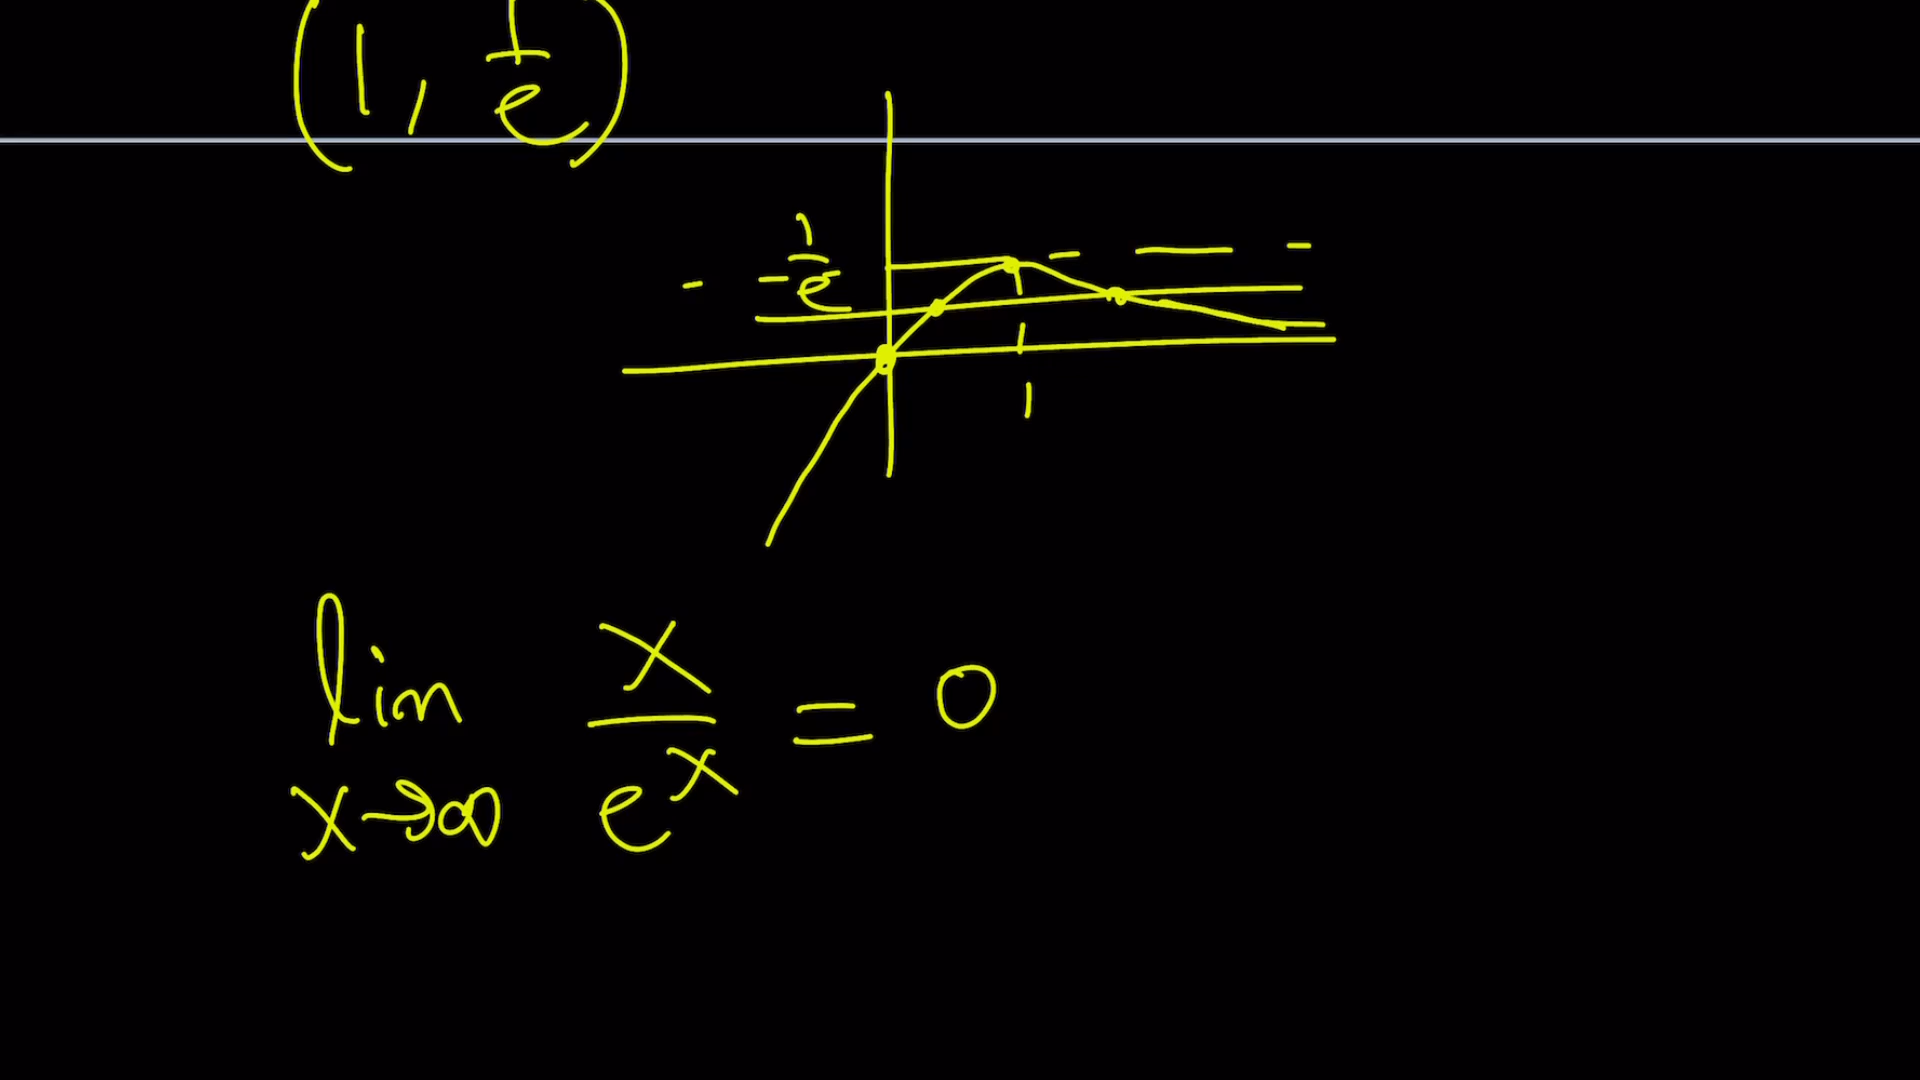 (1, 1/e)
1/e
1
lim x→∞ x/e^x = 0